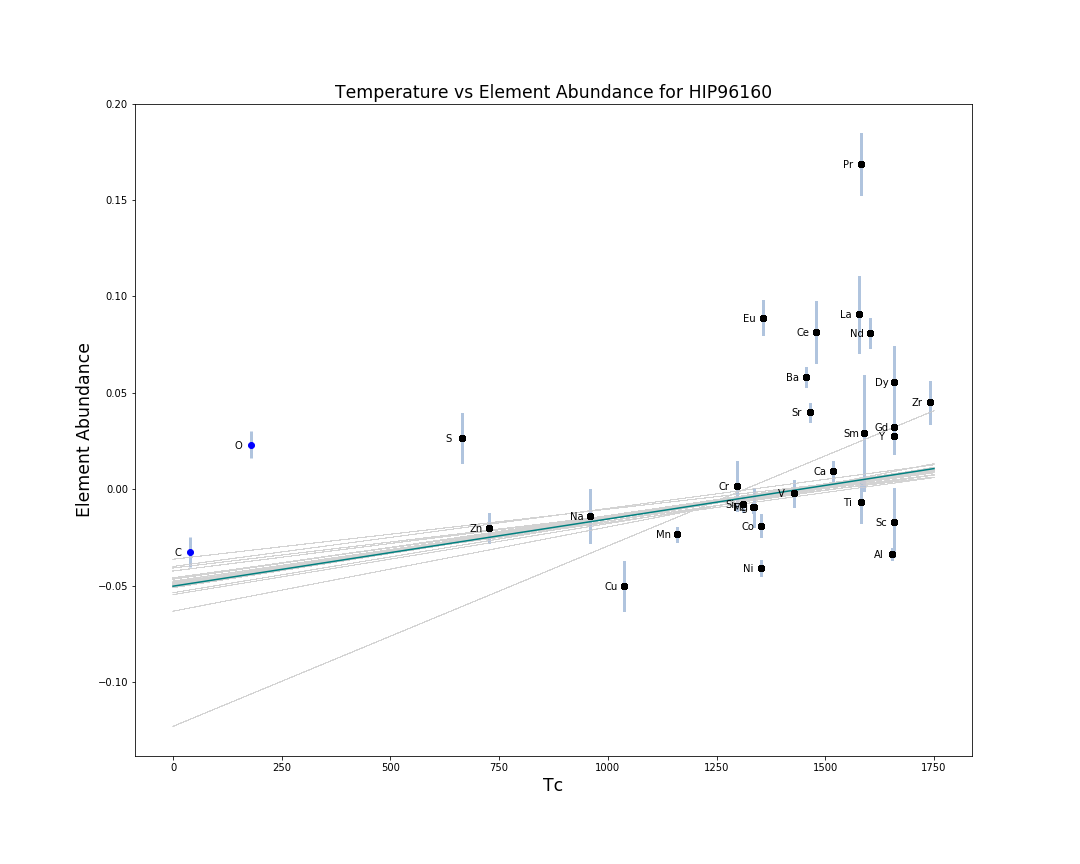 Temperature vs Element Abundance for HIP96160
0.20
0.15
0.10
0.05
0.00
−0.05
−0.10
Element Abundance
Pr
Eu
La
Ce
Nd
Ba
Dy
Sr
Zr
O
S
Sm
Gd
Y
Ca
Cr
V
Ti
Na
Zn
Mn
Co
Sc
C
Ni
Al
Cu
0
250
500
750
1000
1250
1500
1750
Tc